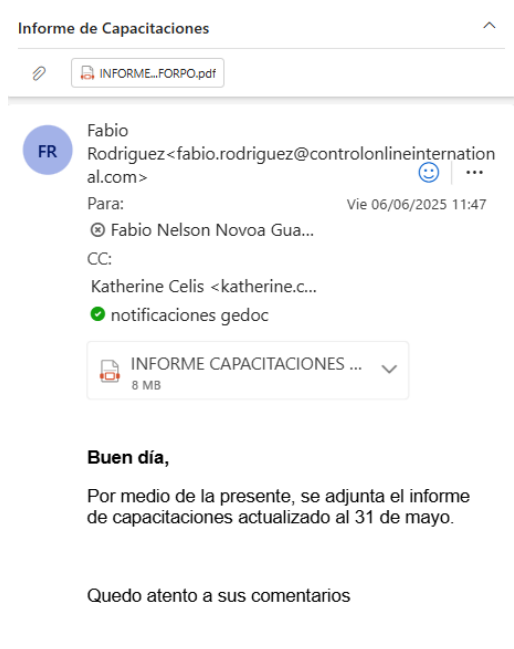 Informe de Capacitaciones
INFORME...FORPO.pdf
FR
Fabio
Rodriguez<fabio.rodriguez@controlonlineinternation
al.com>
Para:
Vie 06/06/2025 11:47
Fabio Nelson Novoa Gua...
CC:
Katherine Celis <katherine.c...
notificaciones gedoc
INFORME CAPACITACIONES ...
8 MB
Buen día,
Por medio de la presente, se adjunta el informe
de capacitaciones actualizado al 31 de mayo.
Quedo atento a sus comentarios